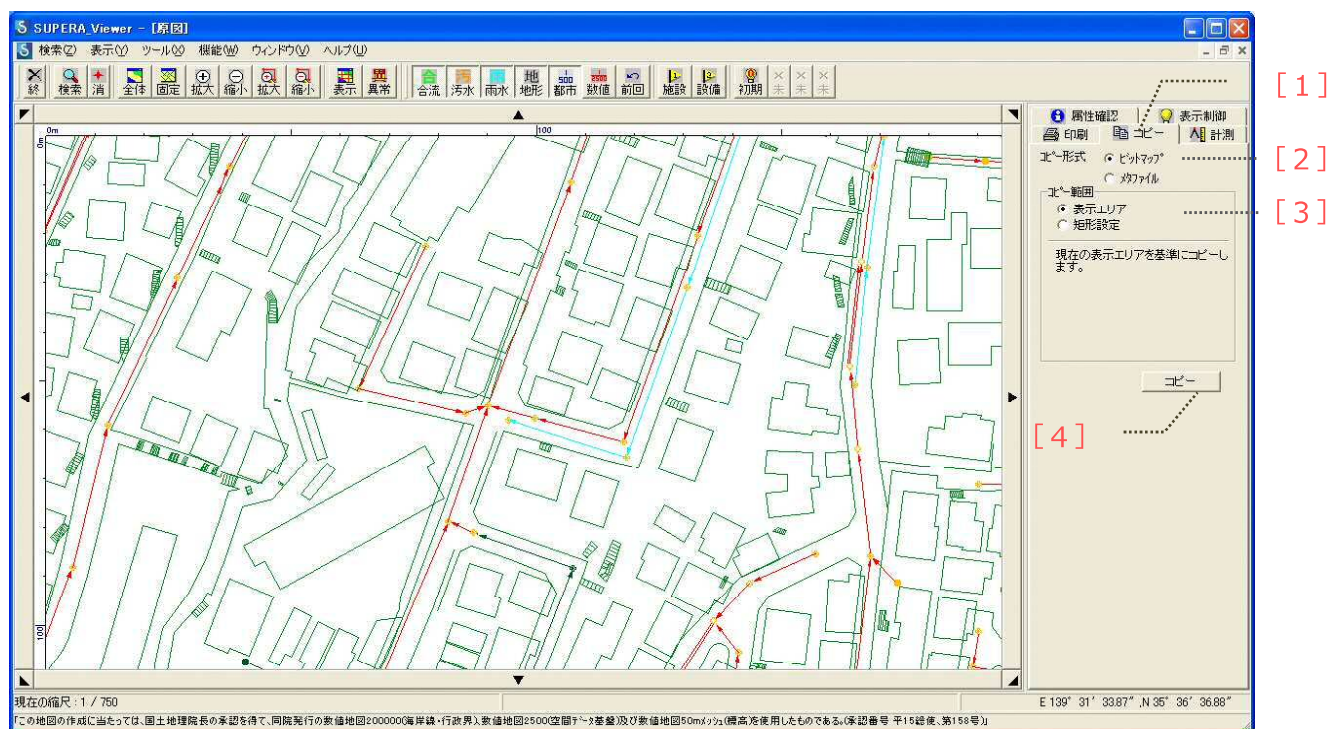 SUPERA_Viewer - [原図]
検索(Z) 表示(Y) ツール(X) 機能(W) ウィンドウ(V) ヘルプ(U)
終 検索 消 全体 固定 拡大 縮小 拡大 縮小 表示 異 異常 合 合流 汚 汚水 雨水 地 地形 500 都市 2500 数値 前回 施設 設備 初期 未 未 未
0m 100
0m
100
属性確認 表示制御
印刷 コピー 計測
[1]
コピー形式 ビットマップ
[2]
メタファイル
コピー範囲
表示エリア
[3]
矩形設定
現在の表示エリアを基準にコピーし
ます。
コピー
[4]
現在の縮尺:1 / 750
E 139° 31′ 33.87″ ,N 35° 36′ 36.88″
「この地図の作成に当たっては、国土地理院長の承認を得て、同院発行の数値地図200000(海岸線・行政界)、数値地図2500(空間データ基盤)及び数値地図50mメッシュ(標高)を使用したものである。(承認番号 平15総使、第158号)」